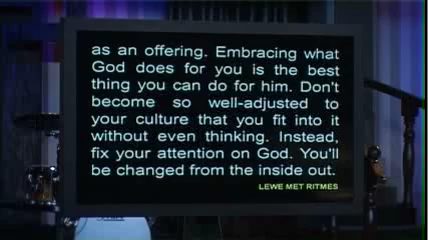 as an offering. Embracing what
God does for you is the best
thing you can do for him. Don't
become so well-adjusted to
your culture that you fit into it
without even thinking. Instead,
fix your attention on God. You'll
be changed from the inside out.
LEWE MET RITMES